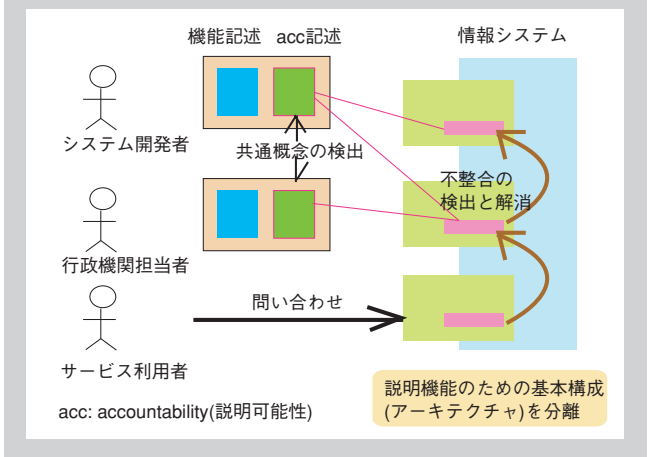 機能記述 acc記述
情報システム
システム開発者
共通概念の検出
不整合の
検出と解消
行政機関担当者
問い合わせ
サービス利用者
説明機能のための基本構成
(アーキテクチャ)を分離
acc: accountability(説明可能性)